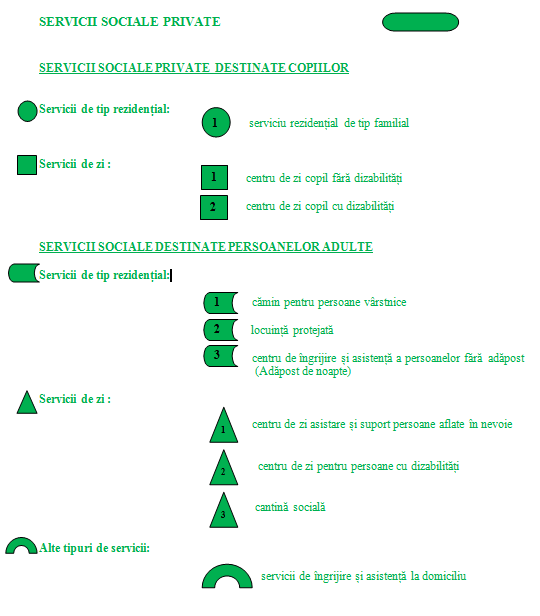 SERVICII SOCIALE PRIVATE
SERVICII SOCIALE PRIVATE DESTINATE COPIILOR
Servicii de tip rezidențial:
1 serviciu rezidențial de tip familial
Servicii de zi :
1 centru de zi copil fără dizabilități
2 centru de zi copil cu dizabilități
SERVICII SOCIALE DESTINATE PERSOANELOR ADULTE
Servicii de tip rezidențial:
1 cămin pentru persoane vârstnice
2 locuință protejată
3 centru de îngrijire și asistență a persoanelor fără adăpost
(Adăpost de noapte)
Servicii de zi :
1 centru de zi asistare și suport persoane aflate în nevoie
2 centru de zi pentru persoane cu dizabilități
3 cantină socială
Alte tipuri de servicii:
servicii de îngrijire și asistență la domiciliu